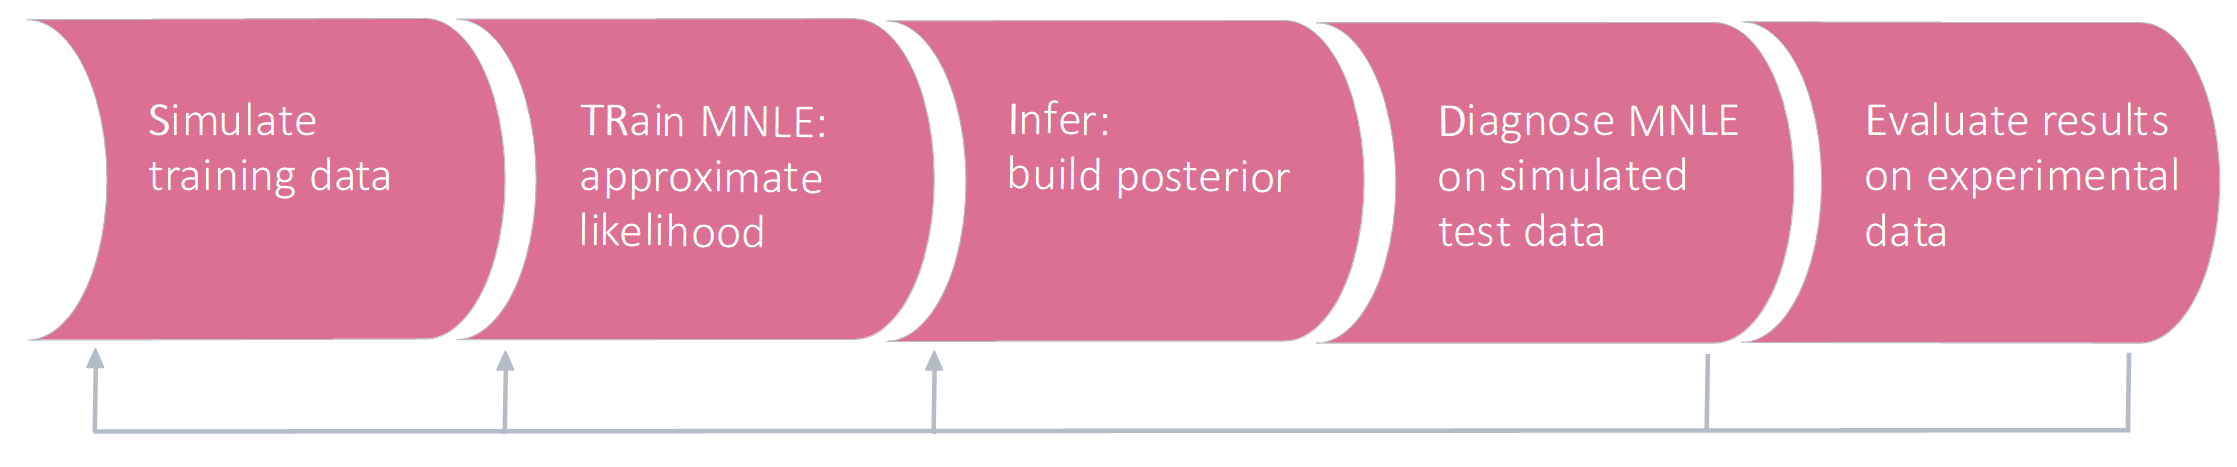 Simulate
training data
TRain MNLE:
approximate
likelihood
Infer:
build posterior
Diagnose MNLE
on simulated
test data
Evaluate results
on experimental
data